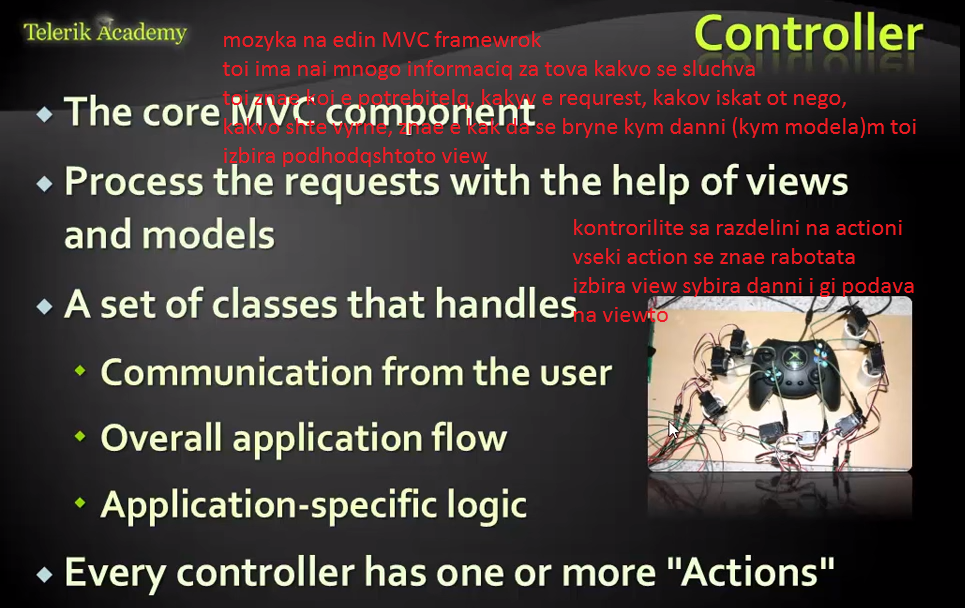 Telerik Academy
Controller
mozyka na edin MVC framewrok
toi ima nai mnogo informaciq za tova kakvo se sluchva
toi znae koi e potrebitelq, kakyv e requrest, kakov iskat ot nego,
kakvo shte vyrne, znae e kak da se bryne kym danni (kym modela)m toi
izbira podhodqshtoto view
The core MVC component
Process the requests with the help of views
and models
kontrorilite sa razdelini na actioni
vseki action se znae rabotata
izbira view sybira danni i gi podava
na viewto
A set of classes that handles
Communication from the user
Overall application flow
Application-specific logic
Every controller has one or more "Actions"